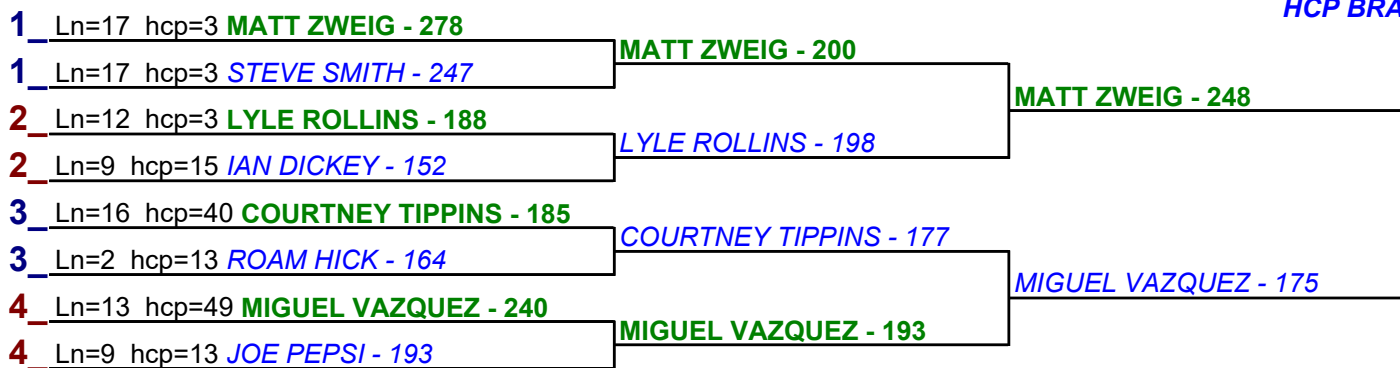 HCP BRA
1_ Ln=17 hcp=3 MATT ZWEIG - 278
MATT ZWEIG - 200
1_ Ln=17 hcp=3 STEVE SMITH - 247
MATT ZWEIG - 248
2_ Ln=12 hcp=3 LYLE ROLLINS - 188
LYLE ROLLINS - 198
2_ Ln=9 hcp=15 IAN DICKEY - 152
3_ Ln=16 hcp=40 COURTNEY TIPPINS - 185
COURTNEY TIPPINS - 177
3_ Ln=2 hcp=13 ROAM HICK - 164
MIGUEL VAZQUEZ - 175
4_ Ln=13 hcp=49 MIGUEL VAZQUEZ - 240
MIGUEL VAZQUEZ - 193
4_ Ln=9 hcp=13 JOE PEPSI - 193